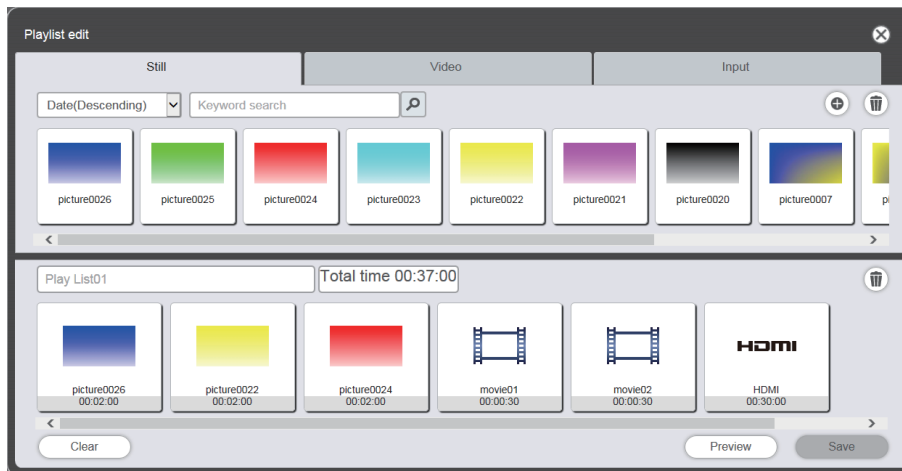 Playlist edit
Still
Video
Input
Date(Descending)
Keyword search
picture0026
picture0025
picture0024
picture0023
picture0022
picture0021
picture0020
picture0007
Play List01
Total time 00:37:00
HDMI
picture0026
00:02:00
picture0022
00:02:00
picture0024
00:02:00
movie01
00:00:30
movie02
00:00:30
HDMI
00:30:00
Clear
Preview
Save